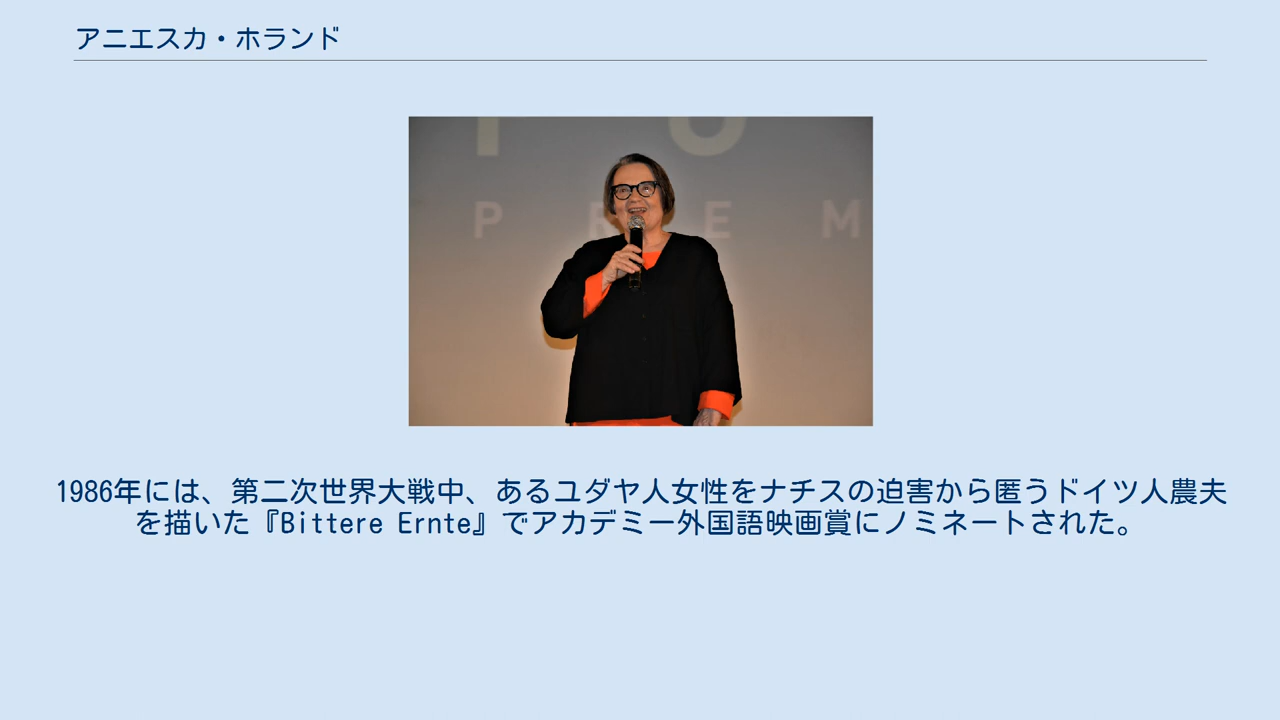 アニエスカ・ホランド
P R E M
1986年には、第二次世界大戦中、あるユダヤ人女性をナチスの迫害から匿うドイツ人農夫
を描いた『Bittere Ernte』でアカデミー外国語映画賞にノミネートされた。